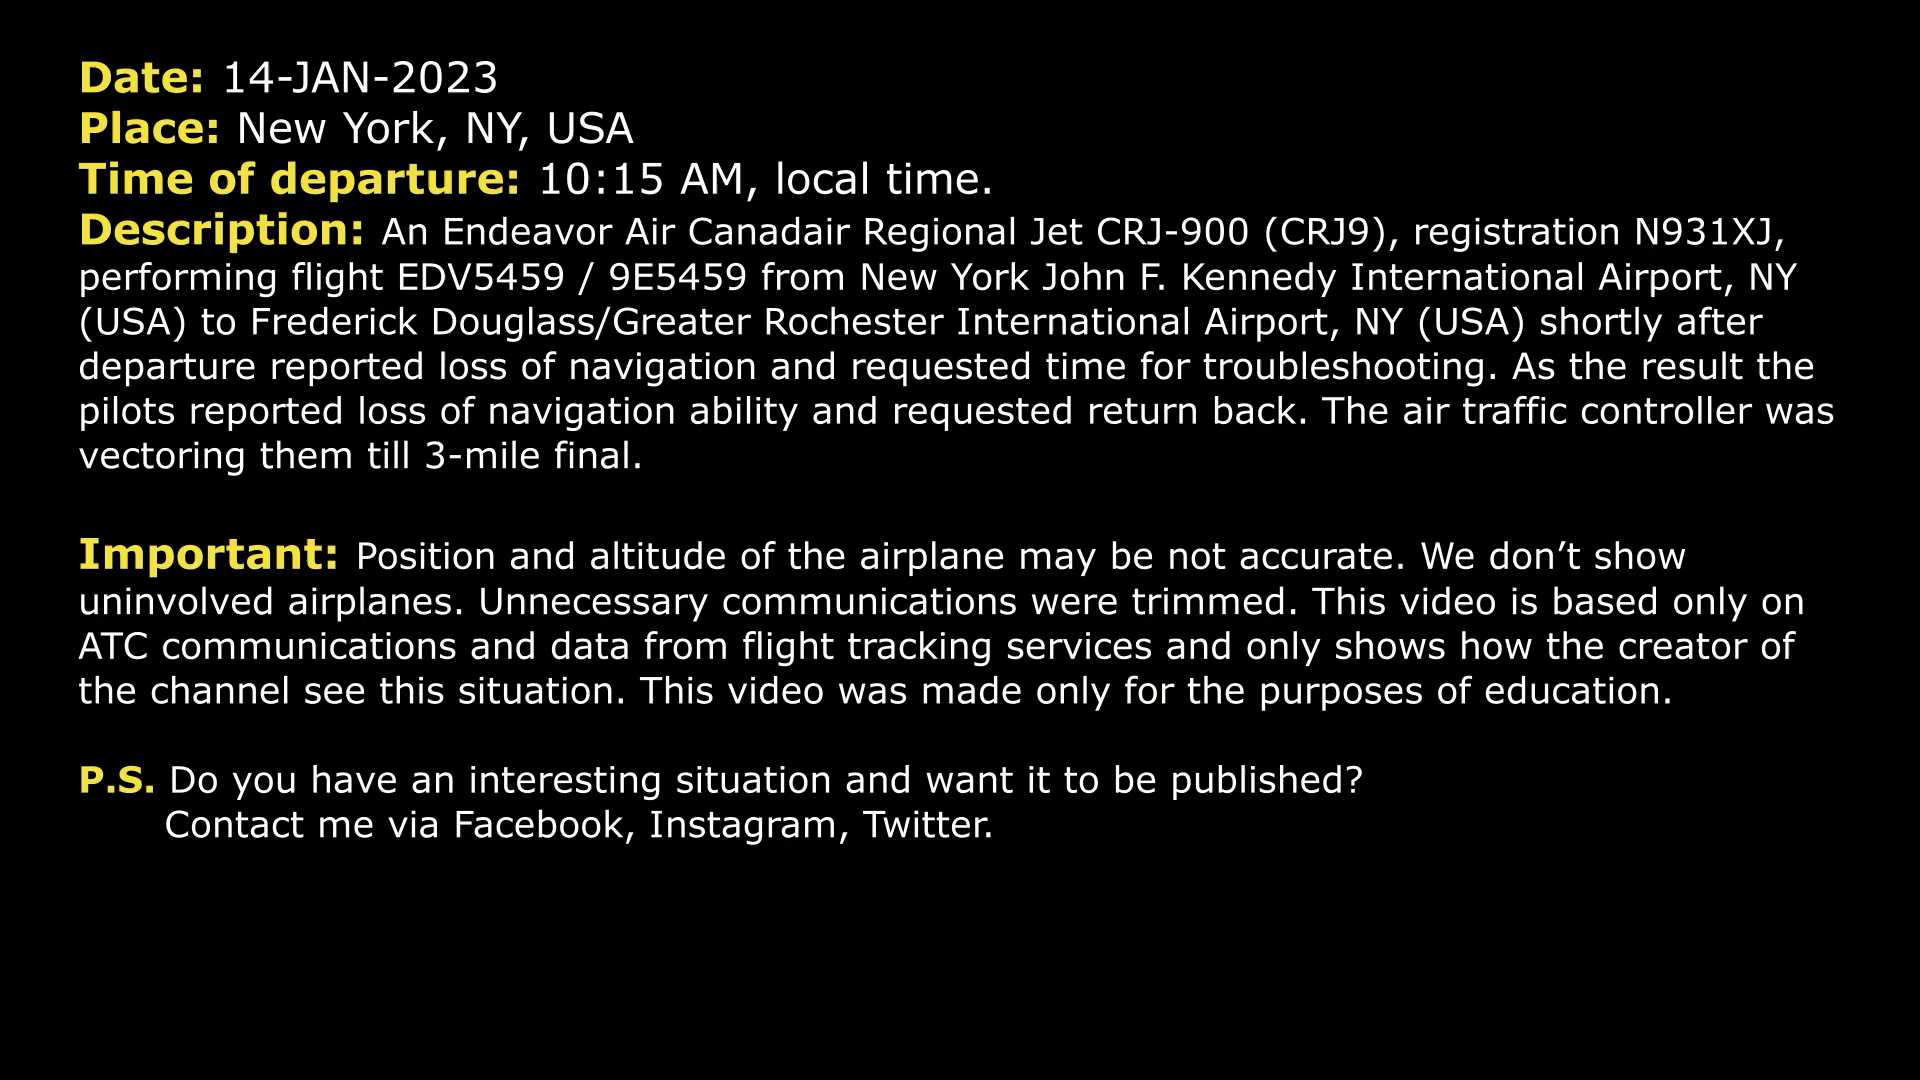 Date: 14-JAN-2023
Place: New York, NY, USA
Time of departure: 10:15 AM, local time.
Description: An Endeavor Air Canadair Regional Jet CRJ-900 (CRJ9), registration N931XJ,
performing flight EDV5459 / 9E5459 from New York John F. Kennedy International Airport, NY
(USA) to Frederick Douglass/Greater Rochester International Airport, NY (USA) shortly after
departure reported loss of navigation and requested time for troubleshooting. As the result the
pilots reported loss of navigation ability and requested return back. The air traffic controller was
vectoring them till 3-mile final.
Important: Position and altitude of the airplane may be not accurate. We don’t show
uninvolved airplanes. Unnecessary communications were trimmed. This video is based only on
ATC communications and data from flight tracking services and only shows how the creator of
the channel see this situation. This video was made only for the purposes of education.
P.S. Do you have an interesting situation and want it to be published?
Contact me via Facebook, Instagram, Twitter.